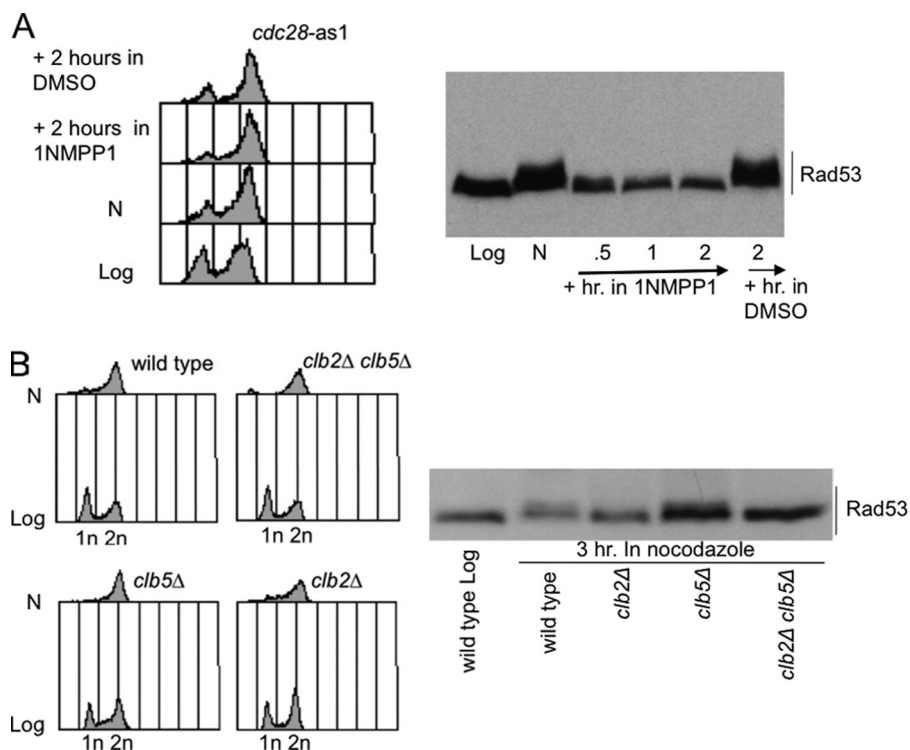 A
cdc28-as1
+ 2 hours in
DMSO
+ 2 hours in
1NMPP1
N
Log
Rad53
Log N .5 1 2 2
+ hr. in 1NMPP1
+ hr. in
DMSO
B
wild type
clb2Δ clb5Δ
N
Log
1n 2n
1n 2n
clb5Δ
clb2Δ
N
Log
1n 2n
1n 2n
Rad53
3 hr. In nocodazole
wild type Log
wild type
clb2Δ
clb5Δ
clb2Δ clb5Δ